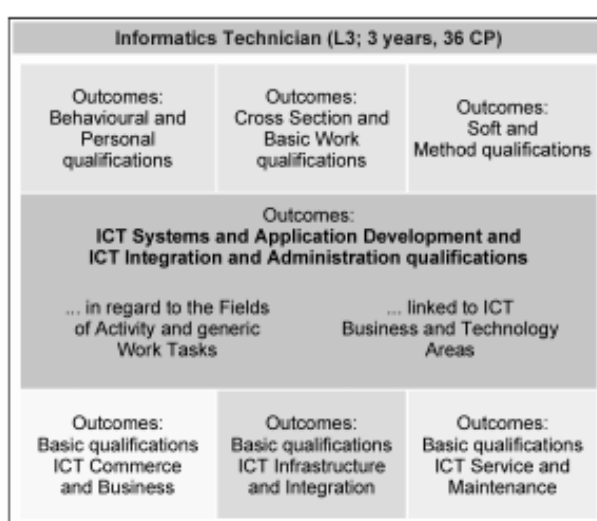 Informatics Technician (L3; 3 years, 36 CP)
Outcomes:
Behavioural and
Personal
qualifications
Outcomes:
Cross Section and
Basic Work
qualifications
Outcomes:
Soft and
Method qualifications
Outcomes:
ICT Systems and Application Development and
ICT Integration and Administration qualifications
... in regard to the Fields
of Activity and generic
Work Tasks
... linked to ICT
Business and Technology
Areas
Outcomes:
Basic qualifications
ICT Commerce
and Business
Outcomes:
Basic qualifications
ICT Infrastructure
and Integration
Outcomes:
Basic qualifications
ICT Service and
Maintenance